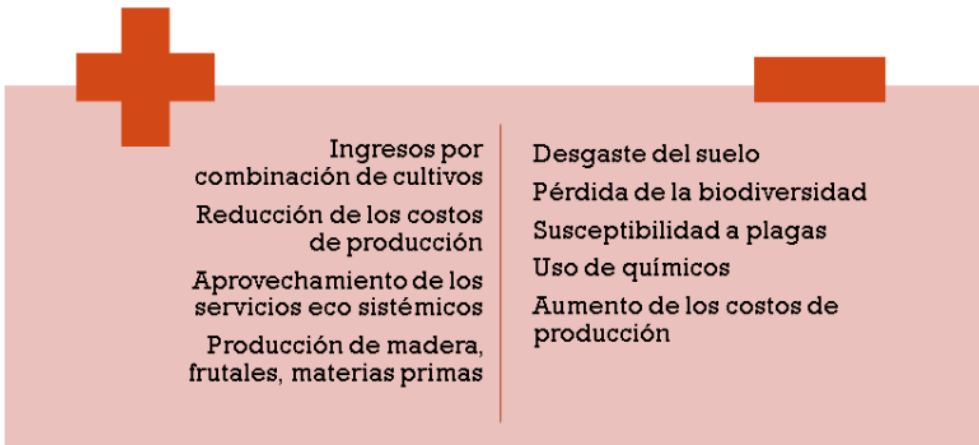 Ingresos por
combinación de cultivos
Reducción de los costos
de producción
Aprovechamiento de los
servicios eco sistémicos
Producción de madera,
frutales, materias primas
Desgaste del suelo
Pérdida de la biodiversidad
Susceptibilidad a plagas
Uso de químicos
Aumento de los costos de
producción